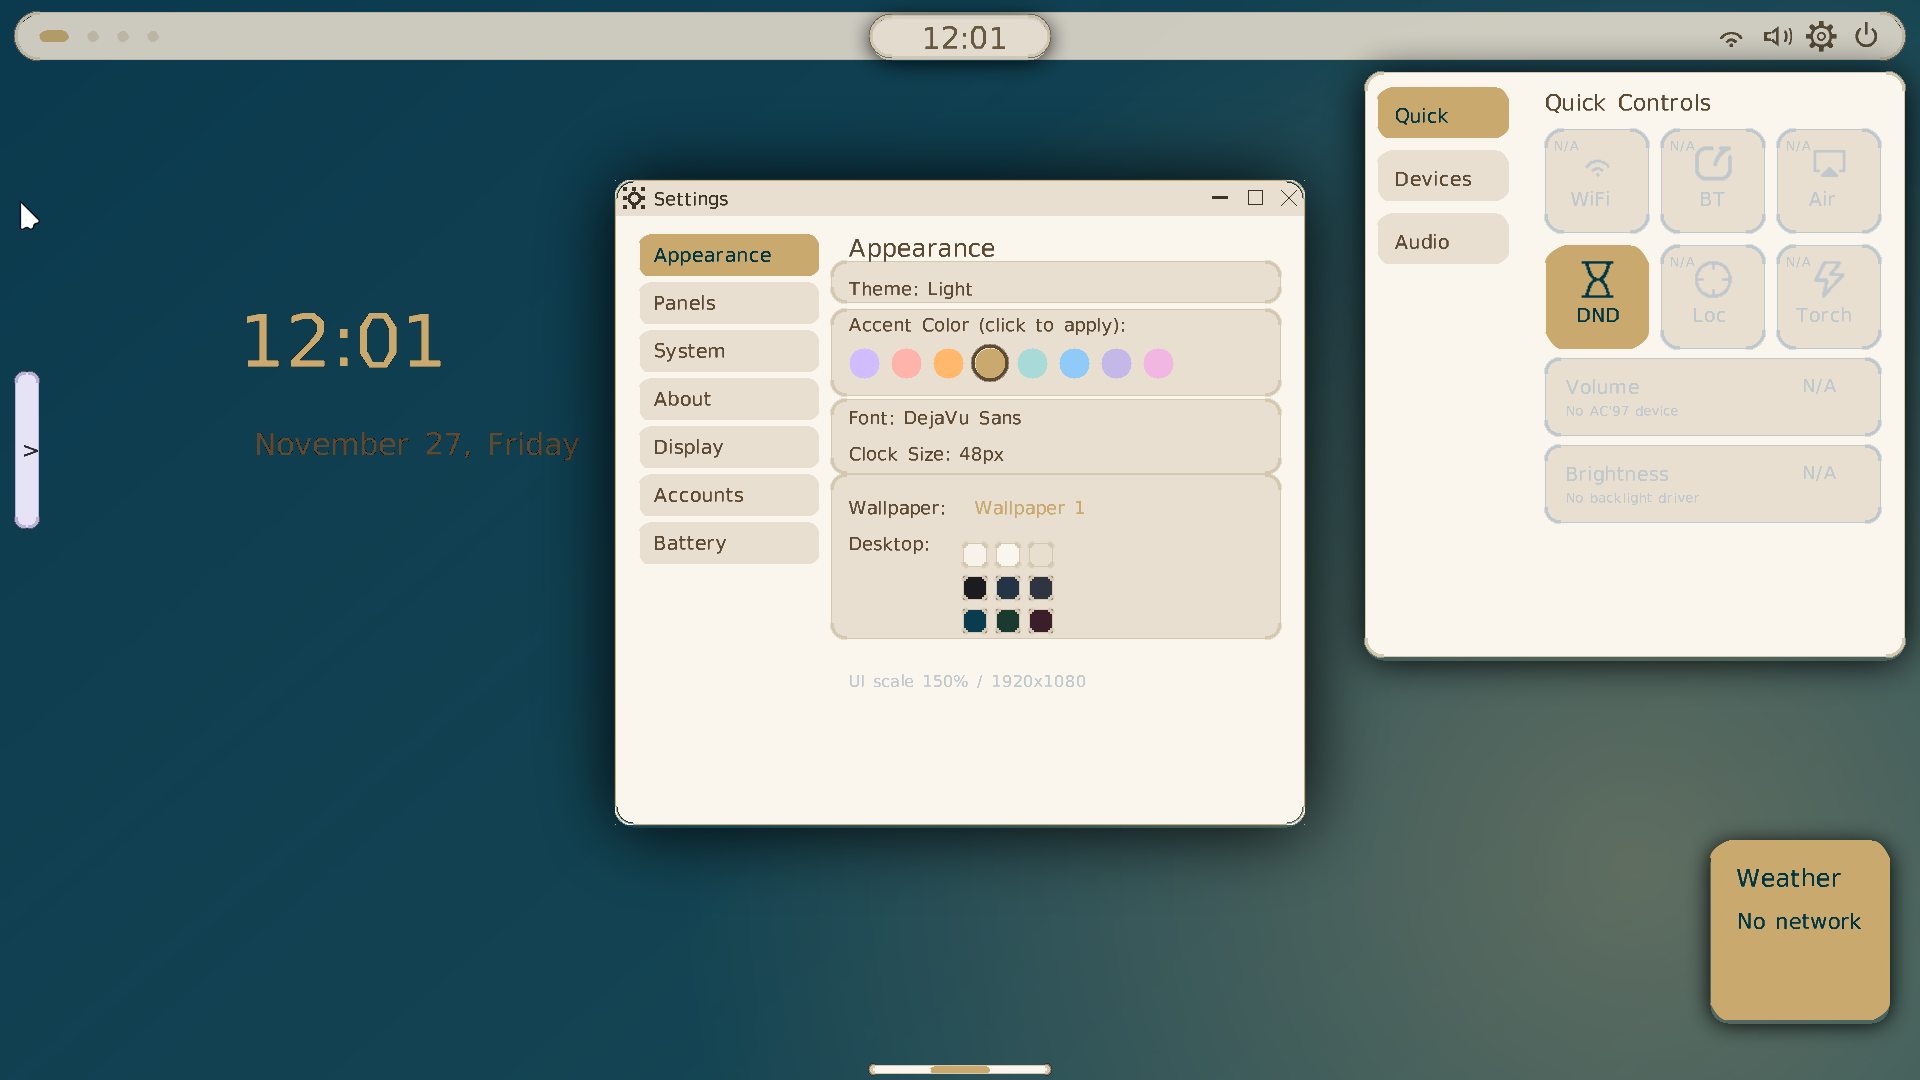 12:01
Quick
Devices
Audio
Quick Controls
N/A
WiFi
N/A
BT
N/A
Air
DND
N/A
Loc
N/A
Torch
Volume
N/A
No AC'97 device
Brightness
N/A
No backlight driver
Settings
Appearance
Panels
System
About
Display
Accounts
Battery
Appearance
Theme: Light
Accent Color (click to apply):
Font: DejaVu Sans
Clock Size: 48px
Wallpaper: Wallpaper 1
Desktop:
UI scale 150% / 1920x1080
12:01
November 27, Friday
>
Weather
No network